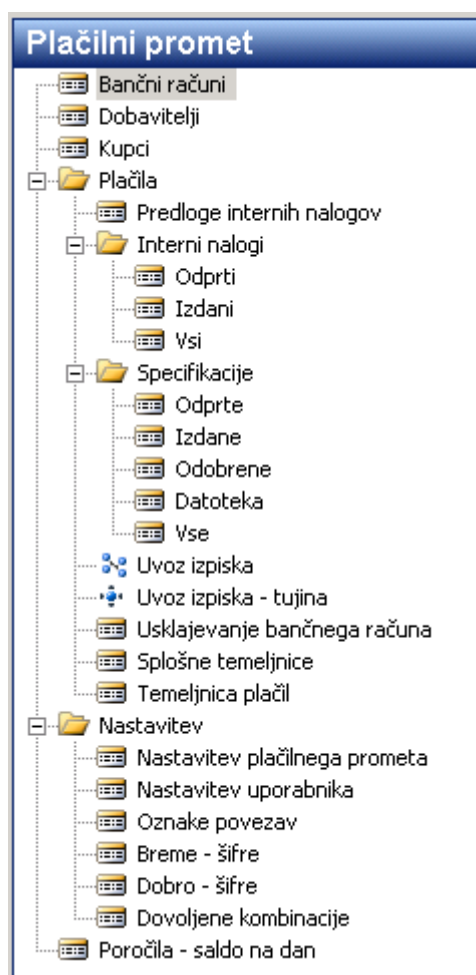 Plačilni promet
Bančni računi
Dobavitelji
Kupci
Plačila
Predloge internih nalogov
Interni nalogi
Odprti
Izdani
Vsi
Specifikacije
Odprte
Izdane
Odobrene
Datoteka
Vse
Uvoz izpiska
Uvoz izpiska - tujina
Usklajevanje bančnega računa
Splošne temeljnice
Temeljnica plačil
Nastavitev
Nastavitev plačilnega prometa
Nastavitev uporabnika
Oznake povezav
Breme - šifre
Dobro - šifre
Dovoljene kombinacije
Poročila - saldo na dan